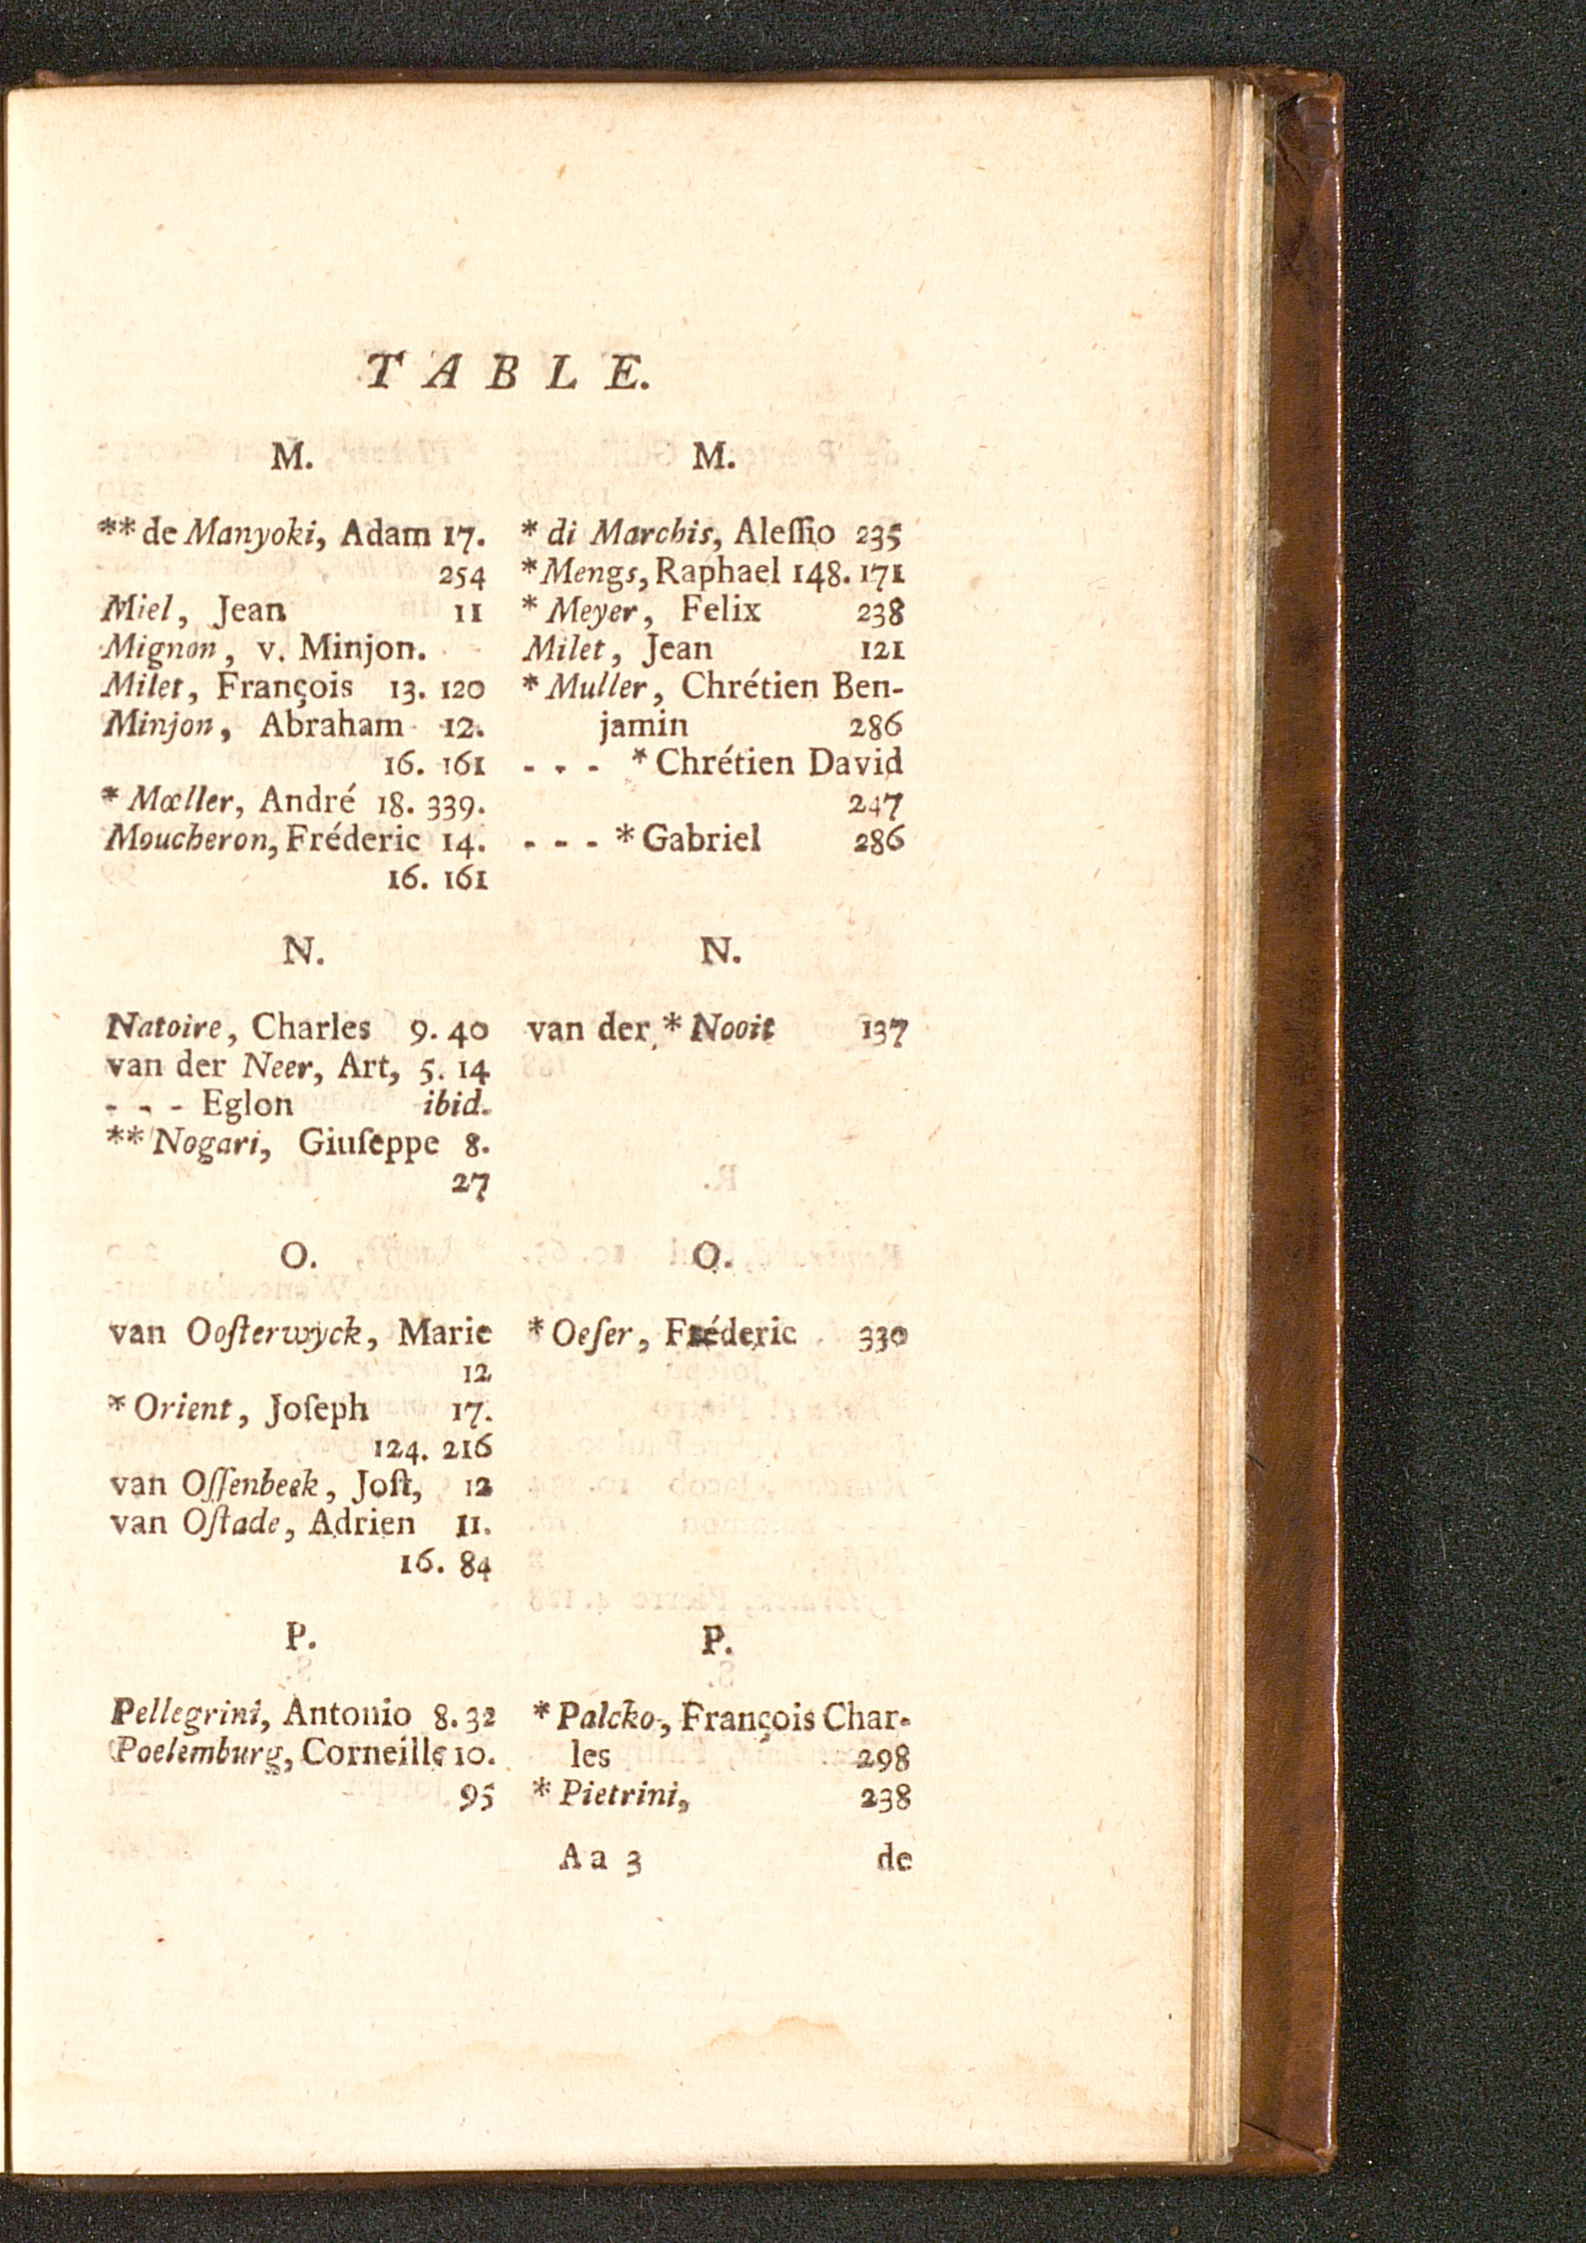 TABLE.
M.
** de Manyoki, Adam 17.
254
Miel, Jean 11
Mignon, v. Minjon.
Milet, François 13. 120
Minjon, Abraham 12.
16. 161
* Mœller, André 18. 339.
Moucheron, Fréderic 14.
16. 161
N.
Natoire, Charles 9. 40
van der Neer, Art, 5. 14
- - - Eglon ibid.
** Nogari, Giuſeppe 8.
27
O.
van Ooſterwyck, Marie
12
* Orient, Joſeph 17.
124. 216
van Oſſenbeek, Joſt, 12
van Oſtade, Adrien 11.
16. 84
P.
Pellegrini, Antonio 8. 32
Poelemburg, Corneille 10.
95
M.
* di Marchis, Aleſſio 235
* Mengs, Raphael 148. 171
* Meyer, Felix 238
Milet, Jean 121
* Muller, Chrétien Ben-
jamin 286
- - - * Chrétien David
247
- - - * Gabriel 286
N.
van der * Nooit 137
O.
* Oeſer, Fréderic 330
P.
* Palcko, François Char-
les 298
* Pietrini, 238
Aa 3 de